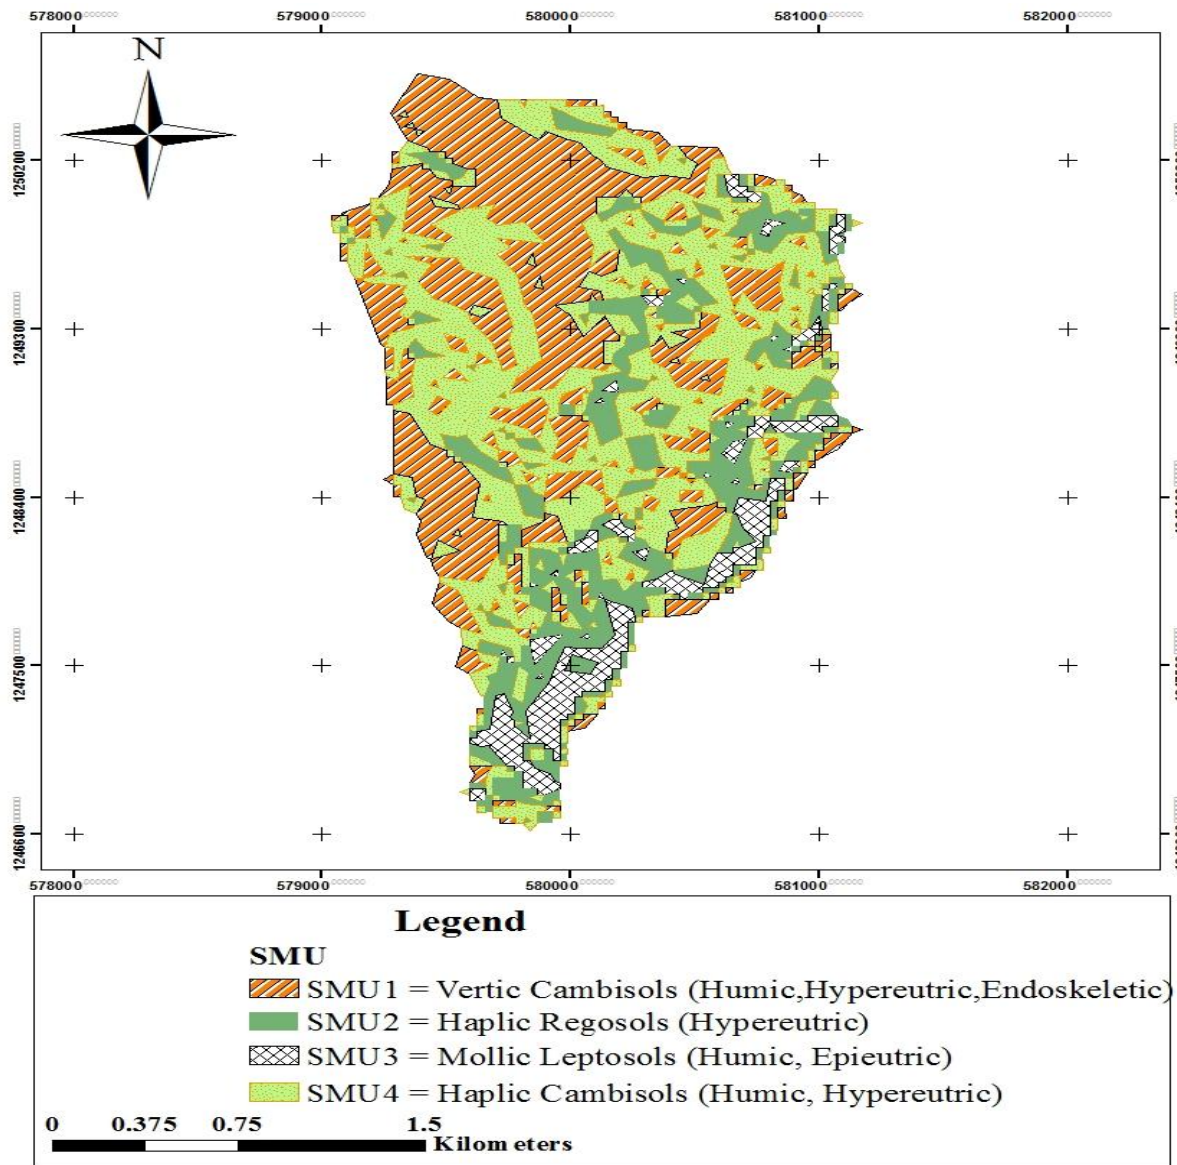 578000 579000 580000 581000 582000
N
1250200
1249300
1248400
1247500
1246600
578000 579000 580000 581000 582000
Legend
SMU
SMU1 = Vertic Cambisols (Humic,Hypereutric,Endoskeletic)
SMU2 = Haplic Regosols (Hypereutric)
SMU3 = Mollic Leptosols (Humic, Epieutric)
SMU4 = Haplic Cambisols (Humic, Hypereutric)
0 0.375 0.75 1.5
Kilometers